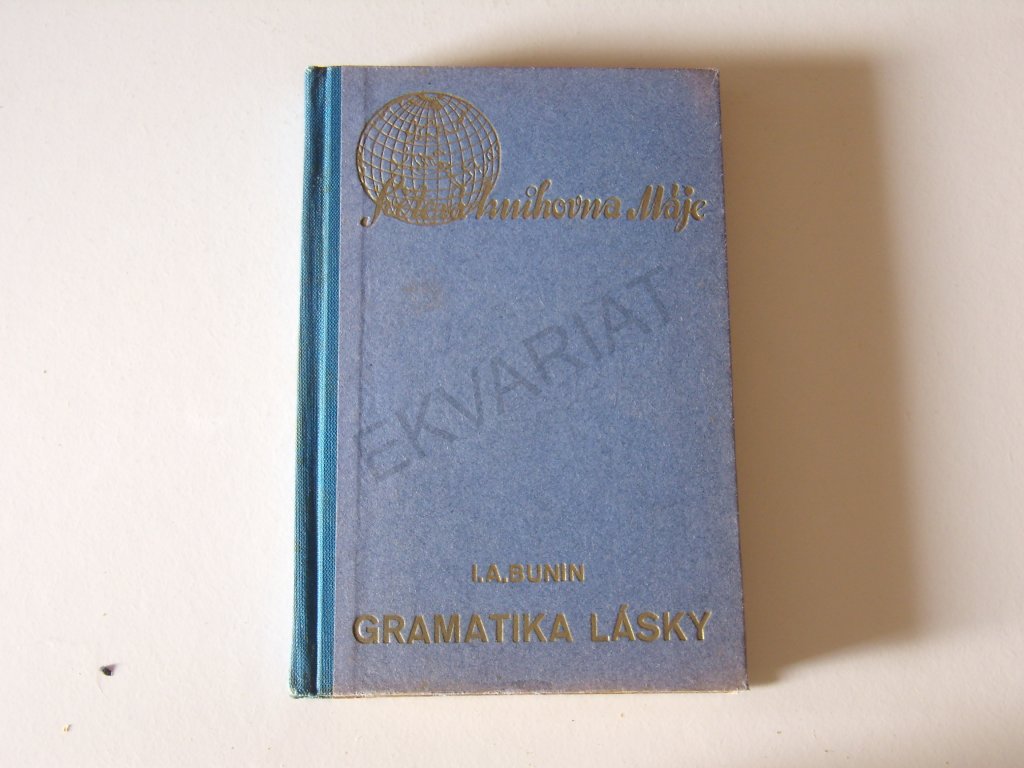 Světová knihovna Máje
EKVARIAT
I.A.BUNIN
GRAMATIKA LÁSKY